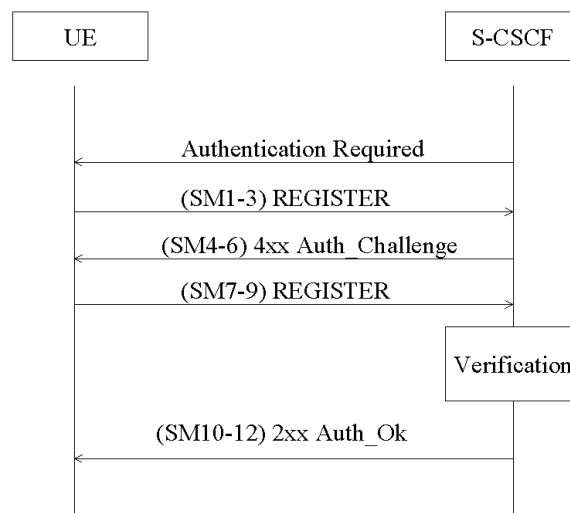 UE
S-CSCF
Authentication Required
(SM1-3) REGISTER
(SM4-6) 4xx Auth_Challenge
(SM7-9) REGISTER
Verification
(SM10-12) 2xx Auth_Ok